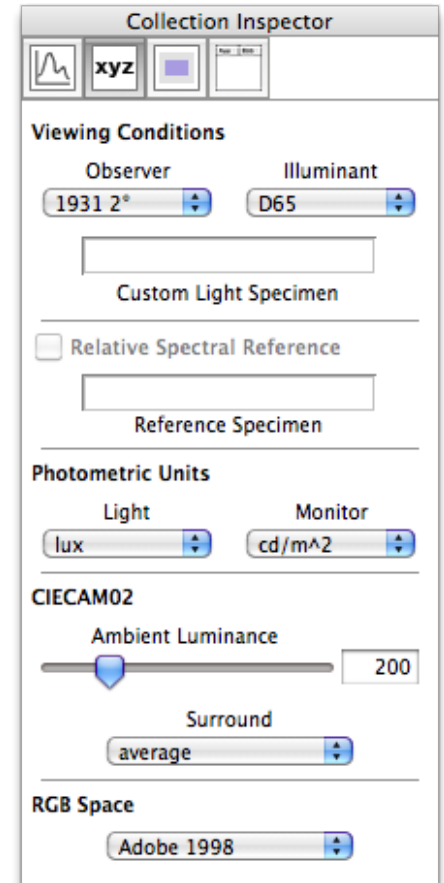 Collection Inspector
xyz
Viewing Conditions
Observer Illuminant
1931 2° D65
Custom Light Specimen
Relative Spectral Reference
Reference Specimen
Photometric Units
Light Monitor
lux cd/m^2
CIECAM02
Ambient Luminance
200
Surround
average
RGB Space
Adobe 1998